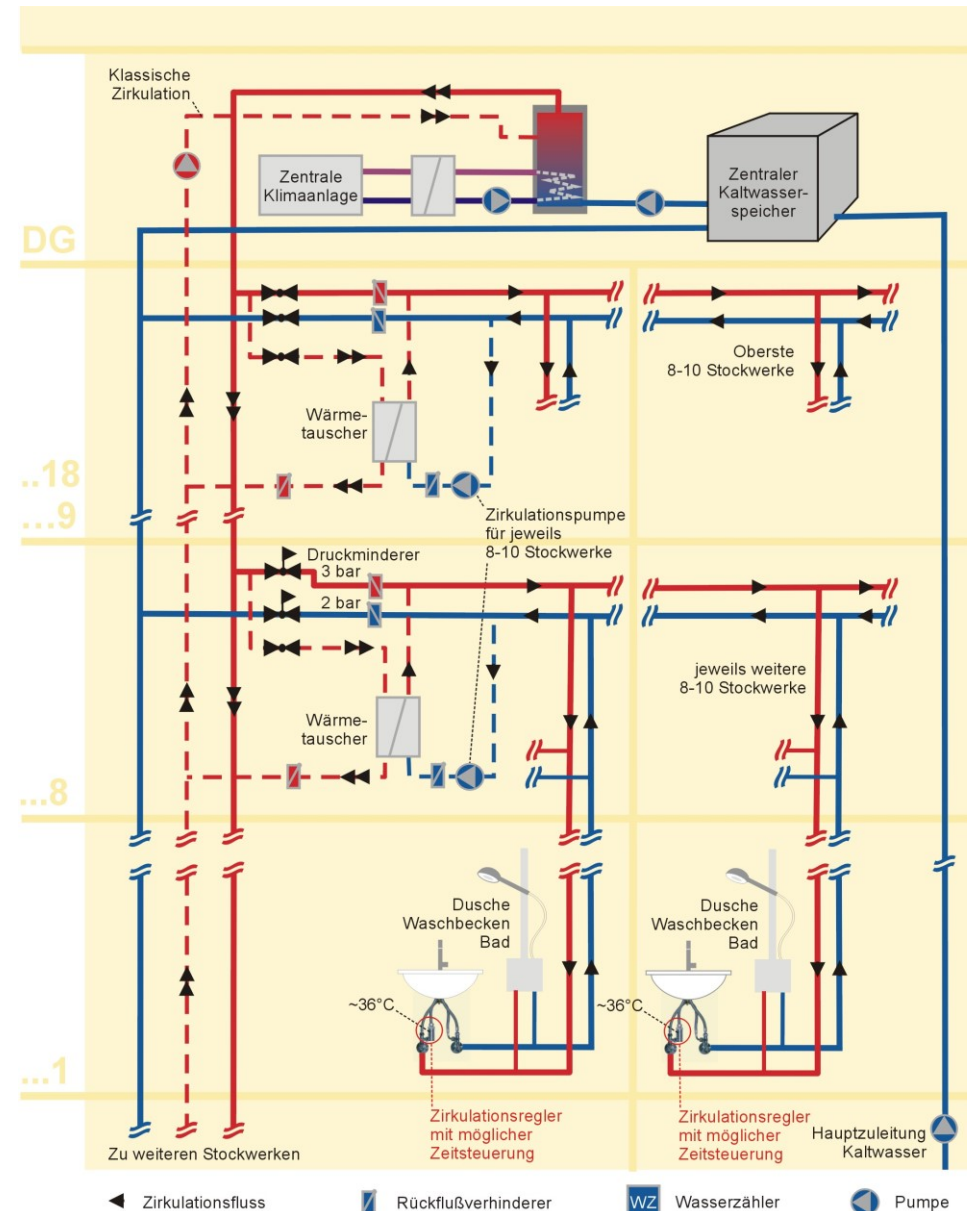 Klassische
Zirkulation
Zentrale
Klimaanlage
Zentraler
Kaltwasser-
speicher
DG
Oberste
8-10 Stockwerke
Wärme-
tauscher
..18
...9
Zirkulationspumpe
für jeweils
8-10 Stockwerke
Druckminderer
3 bar
2 bar
jeweils weitere
8-10 Stockwerke
Wärme-
tauscher
...8
Dusche
Waschbecken
Bad
Dusche
Waschbecken
Bad
~36°C
~36°C
...1
Zirkulationsregler
mit möglicher
Zeitsteuerung
Zirkulationsregler
mit möglicher
Zeitsteuerung
Hauptzuleitung
Kaltwasser
Zu weiteren Stockwerken
Zirkulationsfluss
Rückflußverhinderer
WZ Wasserzähler
Pumpe